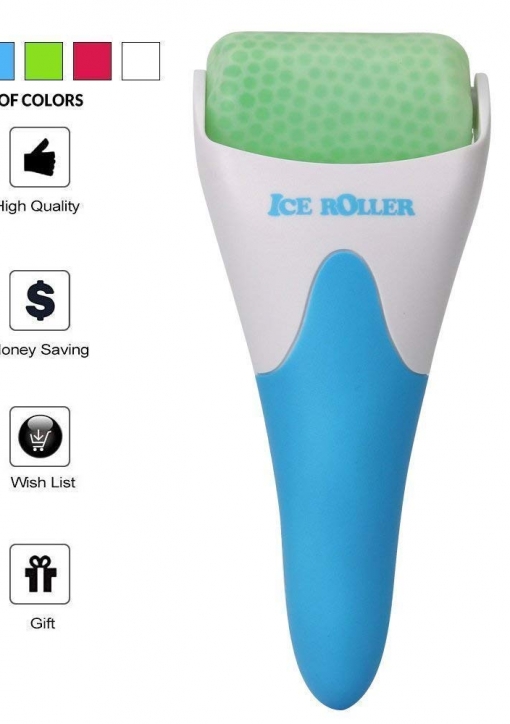 OF COLORS
High Quality
ICE ROLLER
$
Money Saving
Wish List
Gift